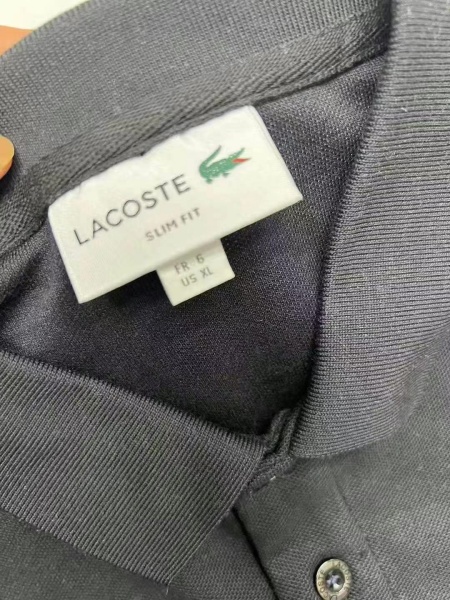 LACOSTE
SLIM FIT
FR 6
US XL